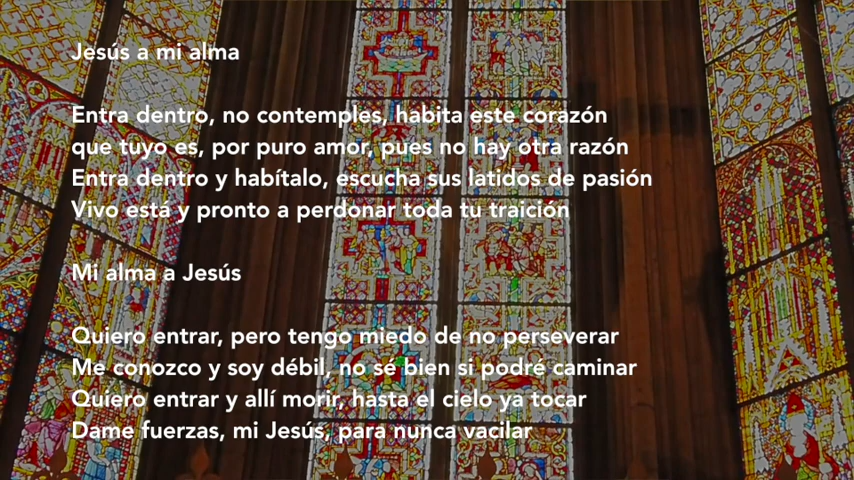 Jesús a mi alma
Entra dentro, no contemples, habita este corazón
que tuyo es, por puro amor, pues no hay otra razón
Entra dentro y habítalo, escucha sus latidos de pasión
Vivo está y pronto a perdonar toda tu traición
Mi alma a Jesús
Quiero entrar, pero tengo miedo de no perseverar
Me conozco y soy débil, no sé bien si podré caminar
Quiero entrar y allí morir, hasta el cielo ya tocar
Dame fuerzas, mi Jesús, para nunca vacilar